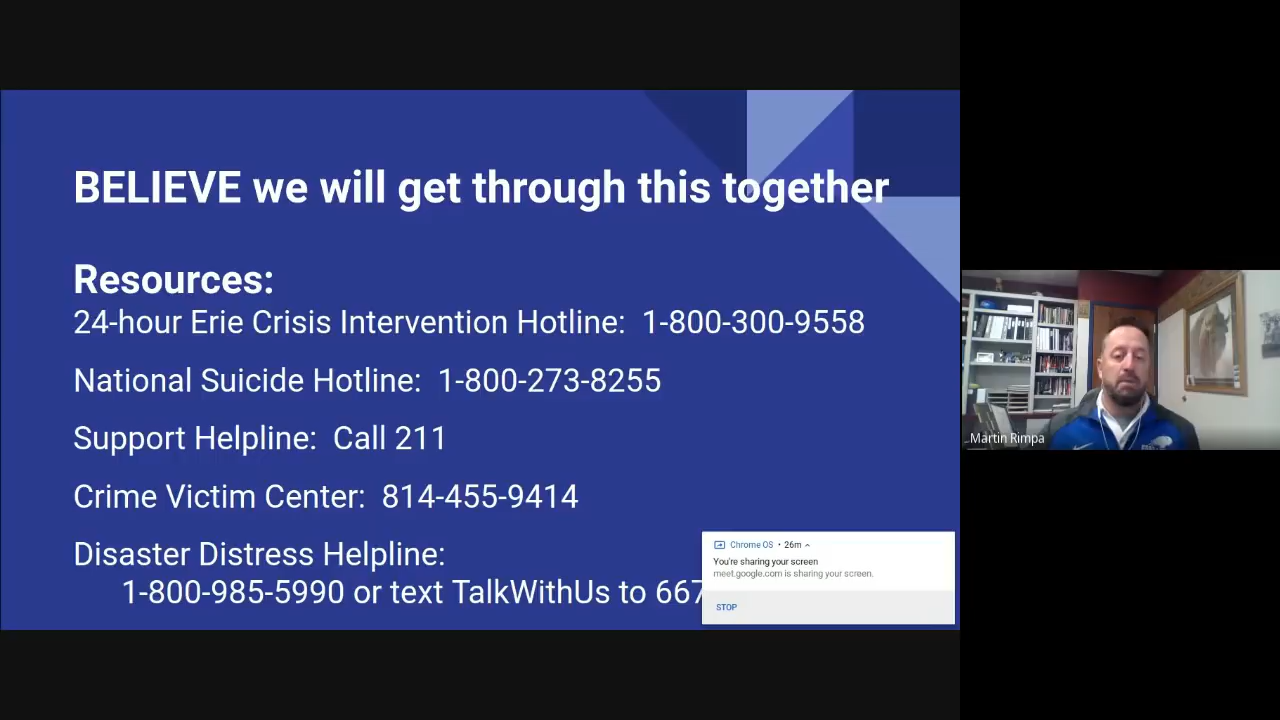 BELIEVE we will get through this together
Resources:
24-hour Erie Crisis Intervention Hotline: 1-800-300-9558
National Suicide Hotline: 1-800-273-8255
Support Helpline: Call 211
Crime Victim Center: 814-455-9414
Disaster Distress Helpline:
1-800-985-5990 or text TalkWithUs to 667
Chrome OS • 26m
You're sharing your screen
meet.google.com is sharing your screen.
STOP
Martin Rimpa